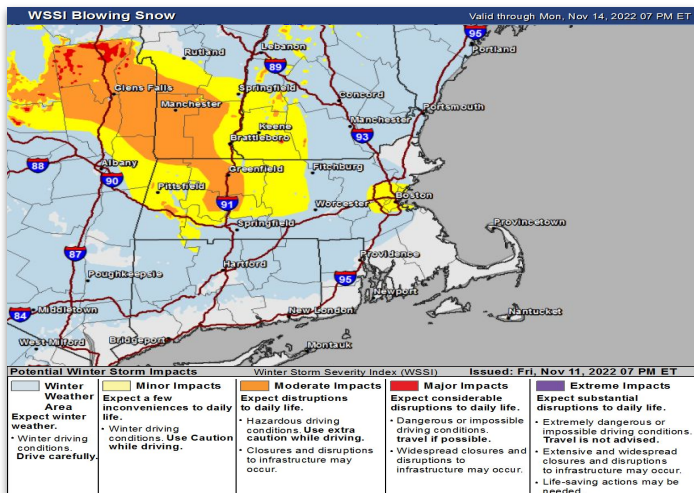 WSSI Blowing Snow
Valid through Mon, Nov 14, 2022 07 PM ET
95
Portland
Rutland
Lebanon
89
Glens Falls
Springfield
Concord
Manchester
Portsmouth
Keene
Manchester
Brattleboro
93
88
Albany
Greenfield
Fitchburg
90
Pittsfield
Boston
91
Worcester
Springfield
Provincetown
87
Hartford
Providence
Poughkeepsie
95
Newport
84
Middletown
New London
Nantucket
West Milford
Bridgeport
Montauk
Potential Winter Storm Impacts
Winter Storm Severity Index (WSSI)
Issued: Fri, Nov 11, 2022 07 PM ET
Winter
Weather
Area
Expect winter
weather.
• Winter driving
conditions.
Drive carefully.
Minor Impacts
Expect a few
inconveniences to daily
life.
• Winter driving
conditions. Use Caution
while driving.
Moderate Impacts
Expect distruptions
to daily life.
• Hazardous driving
conditions. Use extra
caution while driving.
• Closures and disruptions
to infrastructure may
occur.
Major Impacts
Expect considerable
disruptions to daily life.
• Dangerous or impossible
driving conditions.
travel if possible.
• Widespread closures and
disruptions to
infrastructure may occur.
Extreme Impacts
Expect substantial
disruptions to daily life.
• Extremely dangerous or
impossible driving conditions.
Travel is not advised.
• Extensive and widespread
closures and disruptions
to infrastructure may occur.
• Life-saving actions may be
needed.